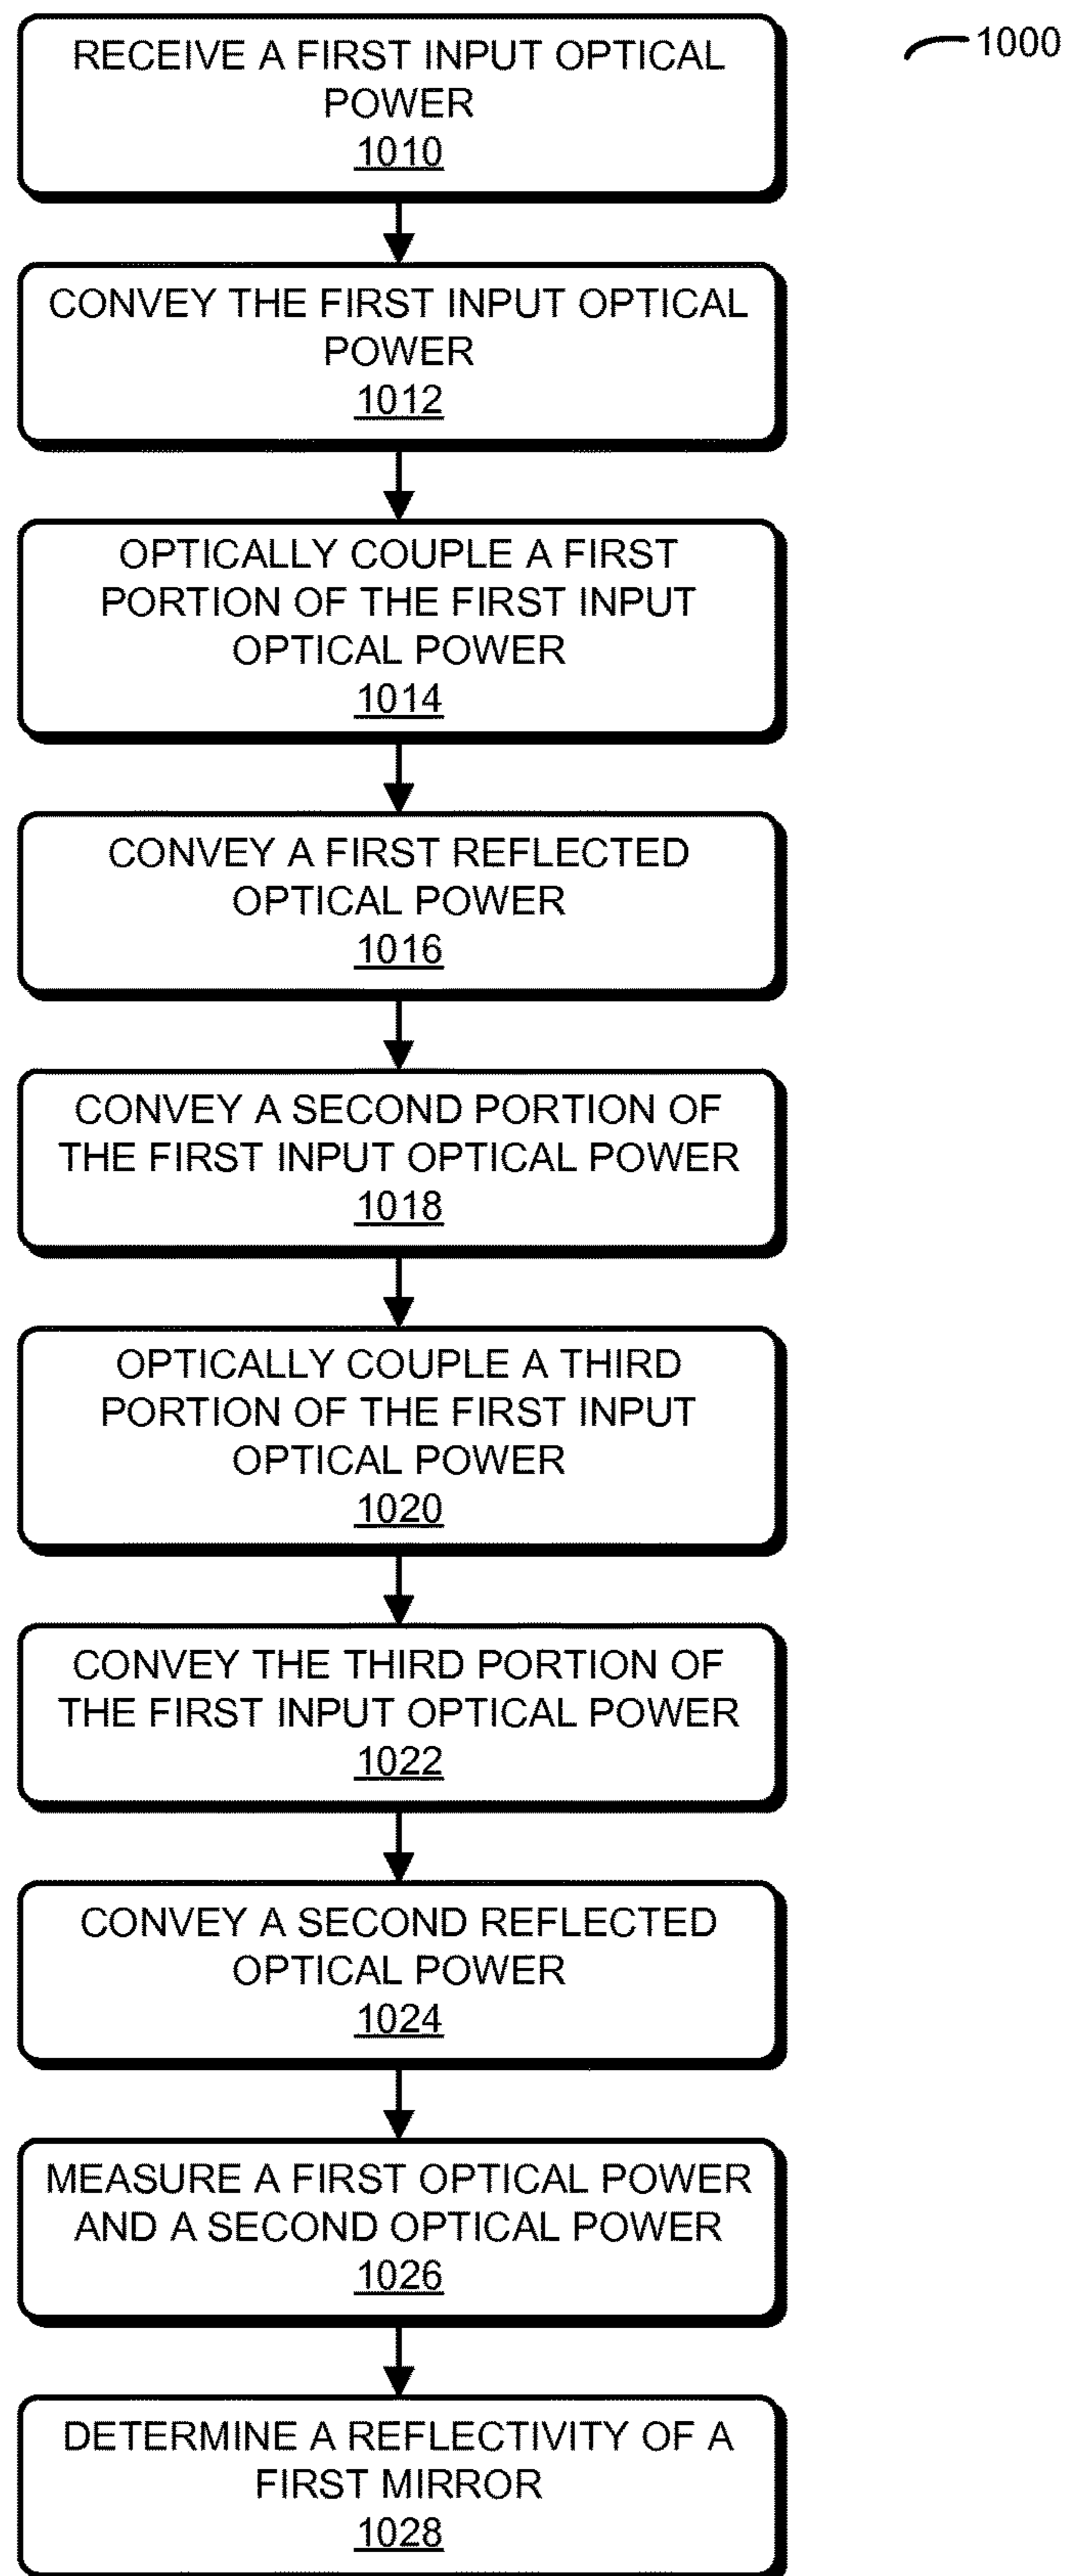 1000
RECEIVE A FIRST INPUT OPTICAL
POWER
1010
CONVEY THE FIRST INPUT OPTICAL
POWER
1012
OPTICALLY COUPLE A FIRST
PORTION OF THE FIRST INPUT
OPTICAL POWER
1014
CONVEY A FIRST REFLECTED
OPTICAL POWER
1016
CONVEY A SECOND PORTION OF
THE FIRST INPUT OPTICAL POWER
1018
OPTICALLY COUPLE A THIRD
PORTION OF THE FIRST INPUT
OPTICAL POWER
1020
CONVEY THE THIRD PORTION OF
THE FIRST INPUT OPTICAL POWER
1022
CONVEY A SECOND REFLECTED
OPTICAL POWER
1024
MEASURE A FIRST OPTICAL POWER
AND A SECOND OPTICAL POWER
1026
DETERMINE A REFLECTIVITY OF A
FIRST MIRROR
1028